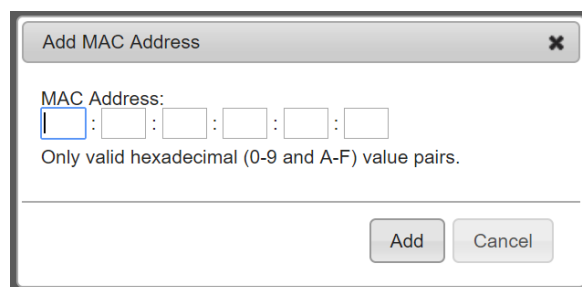 Add MAC Address
MAC Address:
: : : : :
Only valid hexadecimal (0-9 and A-F) value pairs.
Add Cancel